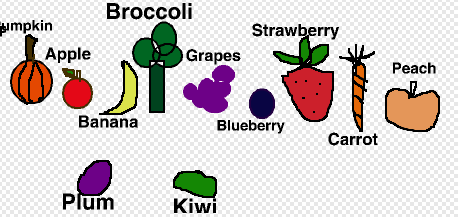 umpkin
Broccoli
Apple
Grapes
Strawberry
Peach
Banana
Blueberry
Carrot
Plum
Kiwi